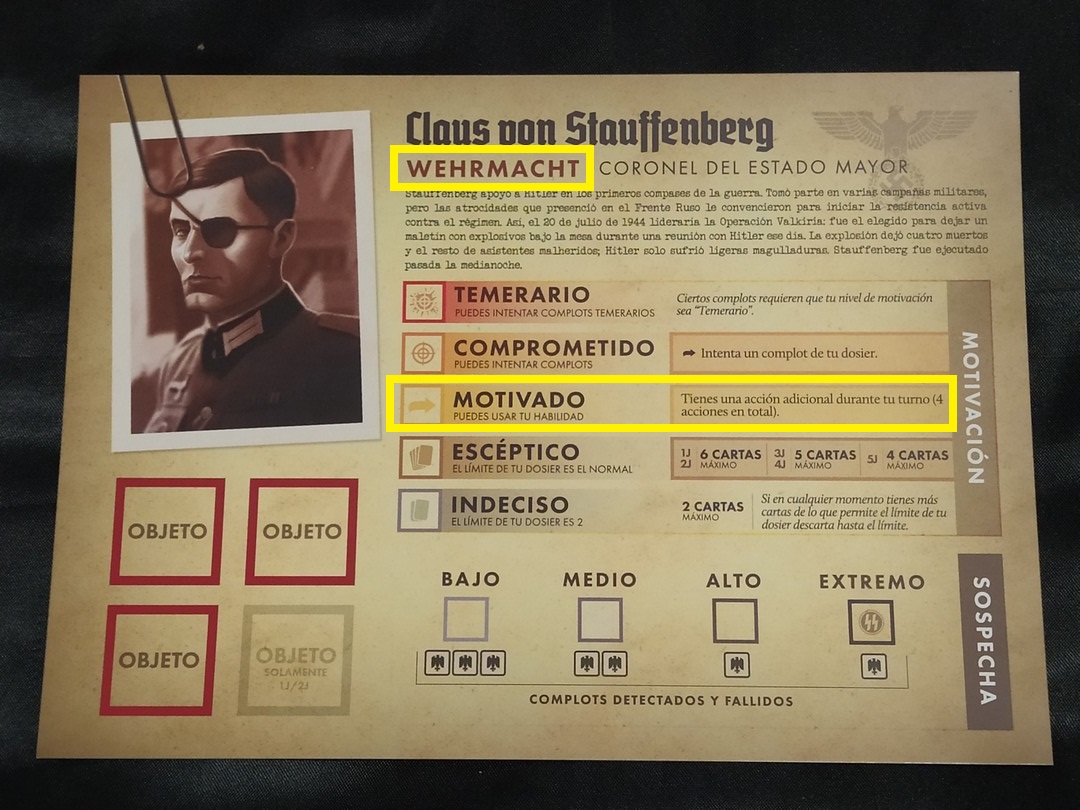 Claus von Stauffenberg
WEHRMACHT CORONEL DEL ESTADO MAYOR
Stauffenberg apoyó a Hitler en los primeros compases de la guerra. Tomó parte en varias campañas militares,
pero las atrocidades que presenció en el Frente Ruso le convencieron para iniciar la resistencia activa
contra el régimen. Así, el 20 de julio de 1944 lideraría la Operación Valkiria: fue el elegido para dejar un
maletín con explosivos bajo la mesa durante una reunión con Hitler ese día. La explosión dejó cuatro muertos
y el resto de asistentes malheridos; Hitler solo sufrió ligeras magulladuras. Stauffenberg fue ejecutado
pasada la medianoche.
TEMERARIO
PUEDES INTENTAR COMPLOTS TEMERARIOS
Ciertos complots requieren que tu nivel de motivación
sea "Temerario".
COMPROMETIDO
PUEDES INTENTAR COMPLOTS
Intenta un complot de tu dosier.
MOTIVADO
PUEDES USAR TU HABILIDAD
Tienes una acción adicional durante tu turno (4
acciones en total).
ESCÉPTICO
EL LÍMITE DE TU DOSIER ES EL NORMAL
1J 2J 6 CARTAS MÁXIMO
3J 4J 5 CARTAS MÁXIMO
5J 4 CARTAS MÁXIMO
INDECISO
EL LÍMITE DE TU DOSIER ES 2
2 CARTAS
MÁXIMO
Si en cualquier momento tienes más
cartas de lo que permite el límite de tu
dosier descarta hasta el límite.
MOTIVACIÓN
OBJETO
OBJETO
OBJETO
OBJETO
SOLAMENTE
1J/2J
BAJO
MEDIO
ALTO
EXTREMO
COMPLOTS DETECTADOS Y FALLIDOS
SOSPECHA